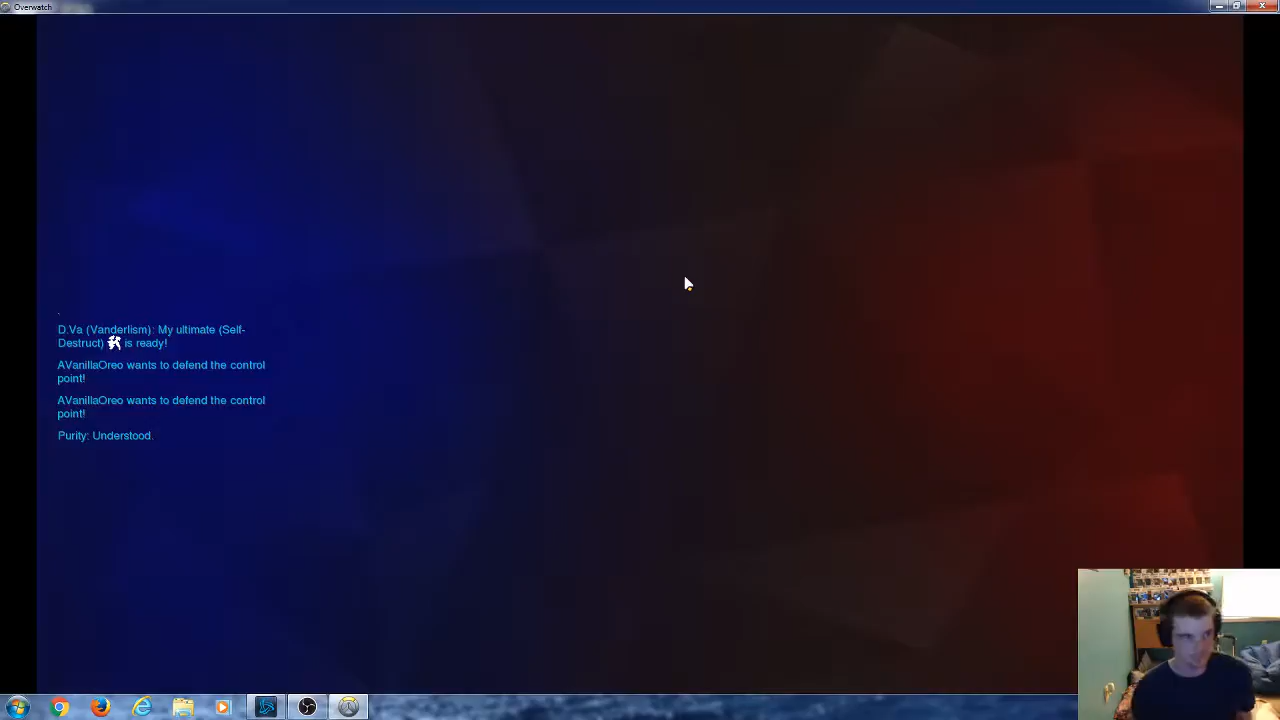 Overwatch
D.Va (Vanderlism): My ultimate (Self-
Destruct) is ready!
AVanillaOreo wants to defend the control
point!
AVanillaOreo wants to defend the control
point!
Purity: Understood.